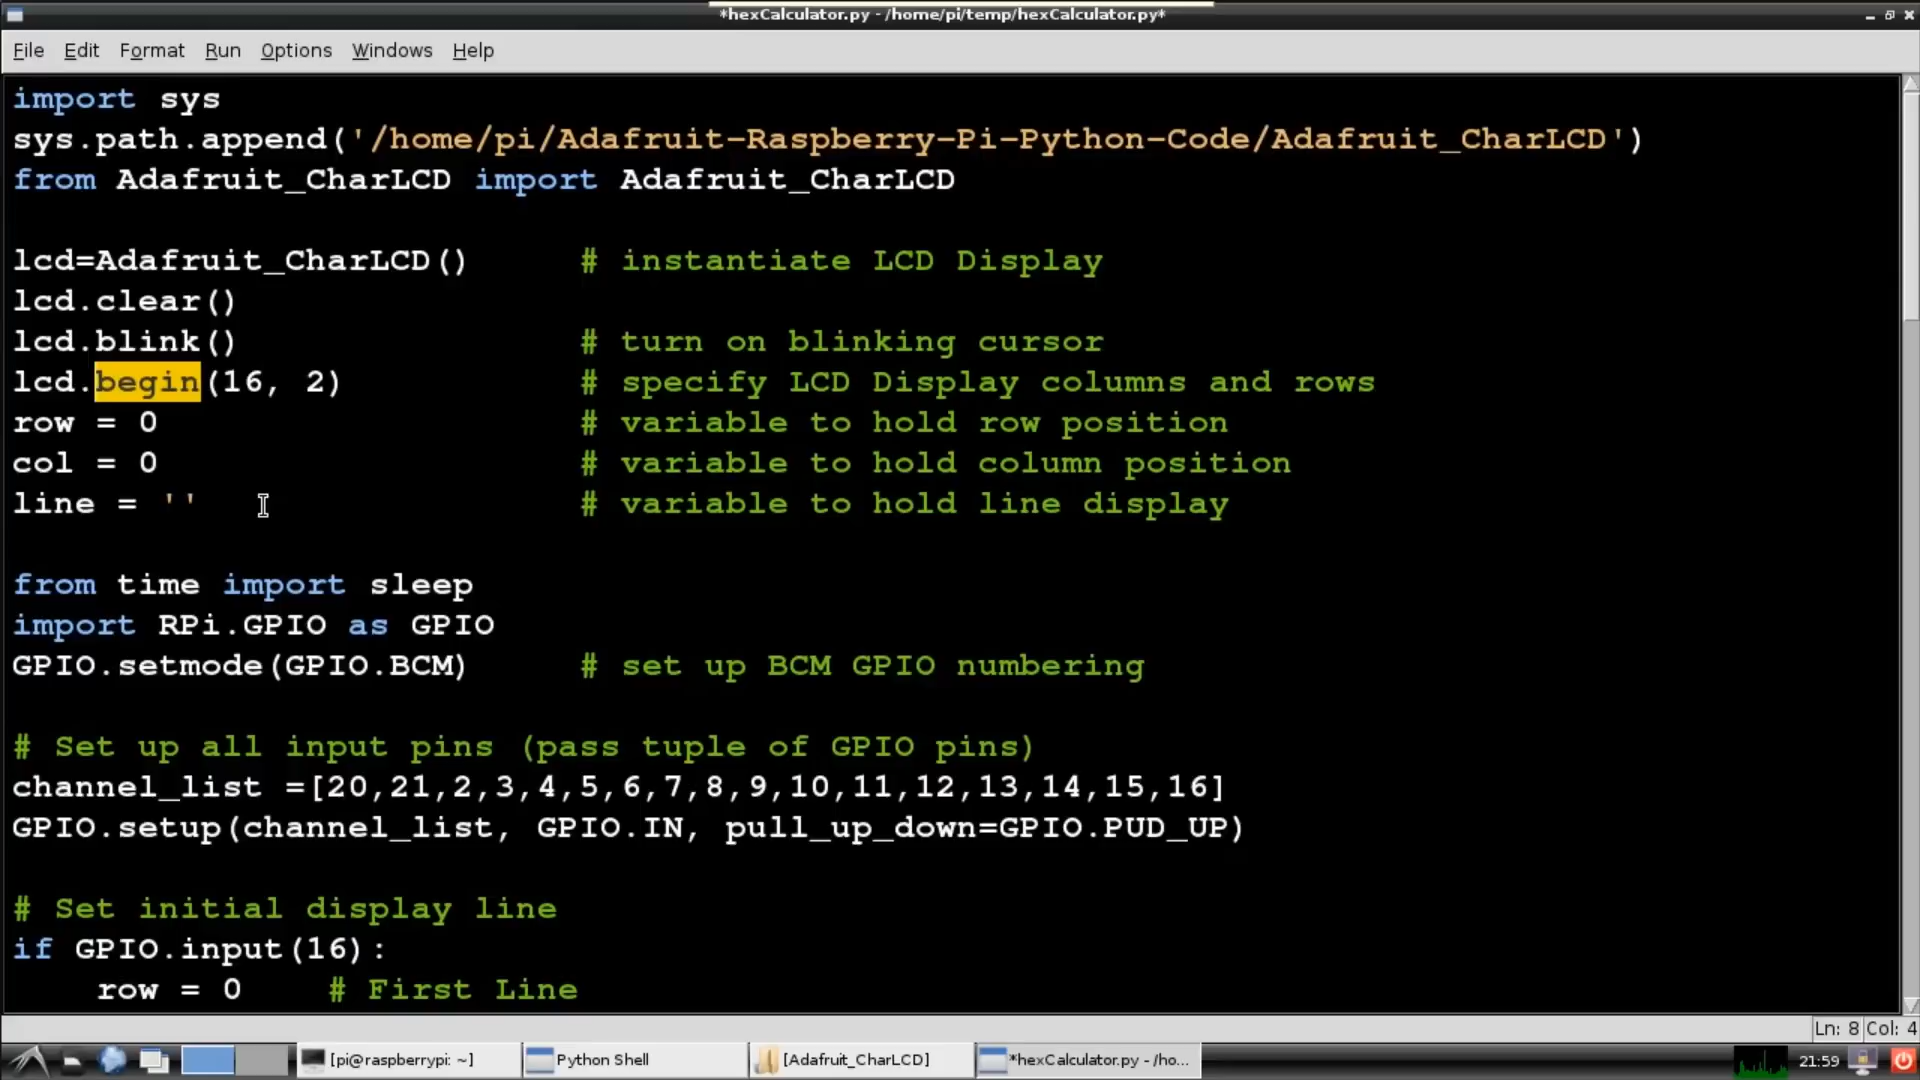 *hexCalculator.py - /home/pi/temp/hexCalculator.py*
File Edit Format Run Options Windows Help
import sys
sys.path.append('/home/pi/Adafruit-Raspberry-Pi-Python-Code/Adafruit_CharLCD')
from Adafruit_CharLCD import Adafruit_CharLCD
lcd=Adafruit_CharLCD() # instantiate LCD Display
lcd.clear()
lcd.blink() # turn on blinking cursor
lcd.begin(16, 2) # specify LCD Display columns and rows
row = 0 # variable to hold row position
col = 0 # variable to hold column position
line = '' # variable to hold line display
from time import sleep
import RPi.GPIO as GPIO
GPIO.setmode(GPIO.BCM) # set up BCM GPIO numbering
# Set up all input pins (pass tuple of GPIO pins)
channel_list =[20,21,2,3,4,5,6,7,8,9,10,11,12,13,14,15,16]
GPIO.setup(channel_list, GPIO.IN, pull_up_down=GPIO.PUD_UP)
# Set initial display line
if GPIO.input(16):
row = 0 # First Line
Ln: 8 Col: 4
[pi@raspberrypi: ~] Python Shell [Adafruit_CharLCD] *hexCalculator.py - /ho... 21:59